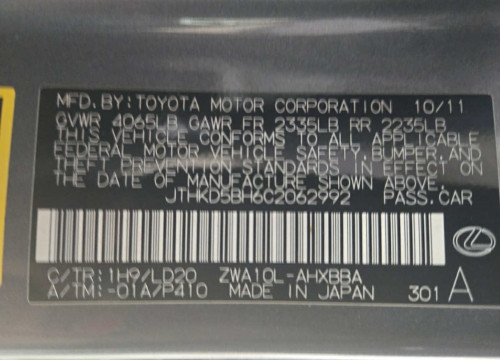 MFD.BY:TOYOTA MOTOR CORPORATION 10/11
GVWR 4065LB GAWR FR 2335LB RR 2235LB
THIS VEHICLE CONFORMS TO ALL APPLICABLE
FEDERAL MOTOR VEHICLE SAFETY, BUMPER, AND
THEFT PREVENTION STANDARDS IN EFFECT ON
THE DATE OF MANUFACTURE SHOWN ABOVE.
JTHKD5BH6C2062992 PASS.CAR
C/TR:1H9/LD20 ZWA10L-AHXBBA
A/TM:-01A/P410 MADE IN JAPAN 301 A